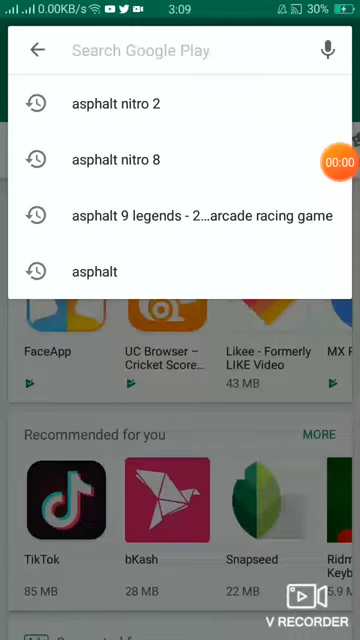 0.00KB/s 3:09 30%
Search Google Play
asphalt nitro 2
asphalt nitro 8
asphalt 9 legends - 2...arcade racing game
asphalt
00:00
FaceApp
UC Browser –
Cricket Score...
Likee - Formerly
LIKE Video
43 MB
MX P
Recommended for you MORE
TikTok
85 MB
bKash
28 MB
Snapseed
22 MB
Ridm
Keyb
5.9 M
V RECORDER